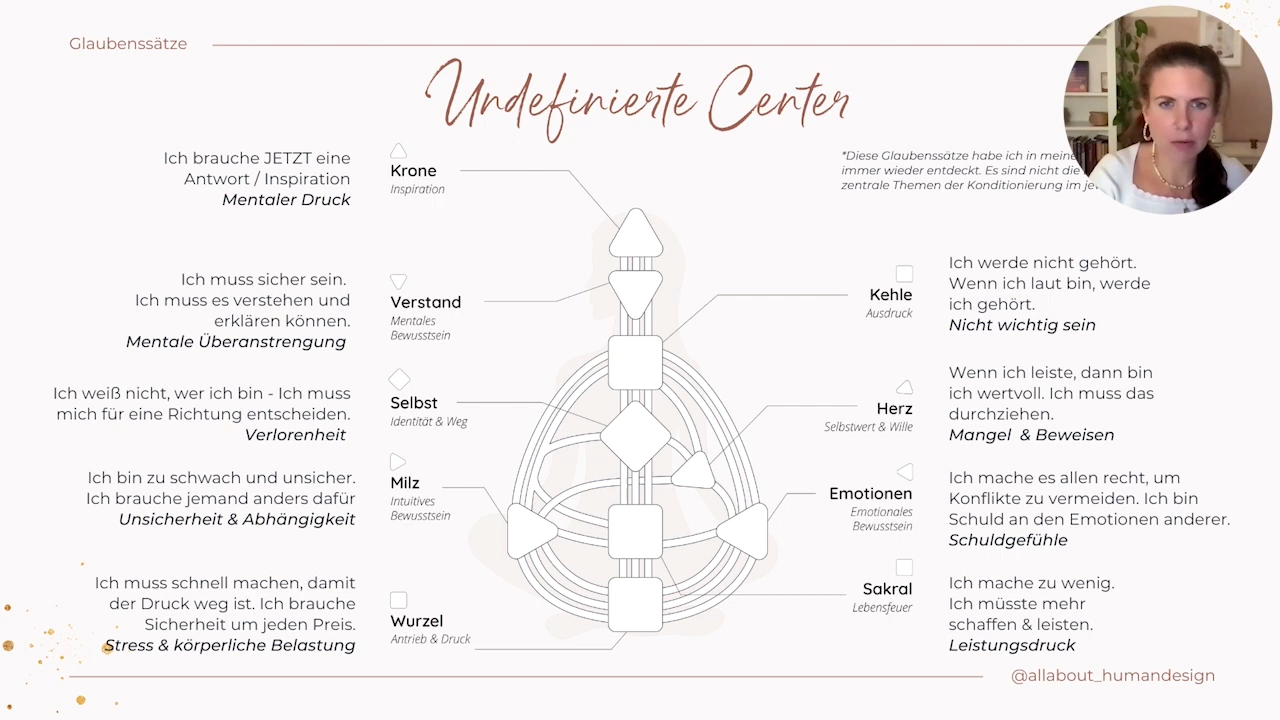 Glaubenssätze
Undefinierte Center
*Diese Glaubenssätze habe ich in meine
immer wieder entdeckt. Es sind nicht die
zentrale Themen der Konditionierung im
Ich brauche JETZT eine
Antwort / Inspiration
Mentaler Druck
Krone
Inspiration
Ich muss sicher sein.
Ich muss es verstehen und
erklären können.
Mentale Überanstrengung
Verstand
Mentales
Bewusstsein
Ich weiß nicht, wer ich bin - Ich muss
mich für eine Richtung entscheiden.
Verlorenheit
Selbst
Identität & Weg
Ich bin zu schwach und unsicher.
Ich brauche jemand anders dafür
Unsicherheit & Abhängigkeit
Milz
Intuitives
Bewusstsein
Ich muss schnell machen, damit
der Druck weg ist. Ich brauche
Sicherheit um jeden Preis.
Stress & körperliche Belastung
Wurzel
Antrieb & Druck
Kehle
Ausdruck
Ich werde nicht gehört.
Wenn ich laut bin, werde
ich gehört.
Nicht wichtig sein
Herz
Selbstwert & Wille
Wenn ich leiste, dann bin
ich wertvoll. Ich muss das
durchziehen.
Mangel & Beweisen
Emotionen
Emotionales
Bewusstsein
Ich mache es allen recht, um
Konflikte zu vermeiden. Ich bin
Schuld an den Emotionen anderer.
Schuldgefühle
Sakral
Lebensfeuer
Ich mache zu wenig.
Ich müsste mehr
schaffen & leisten.
Leistungsdruck
@allabout_humandesign